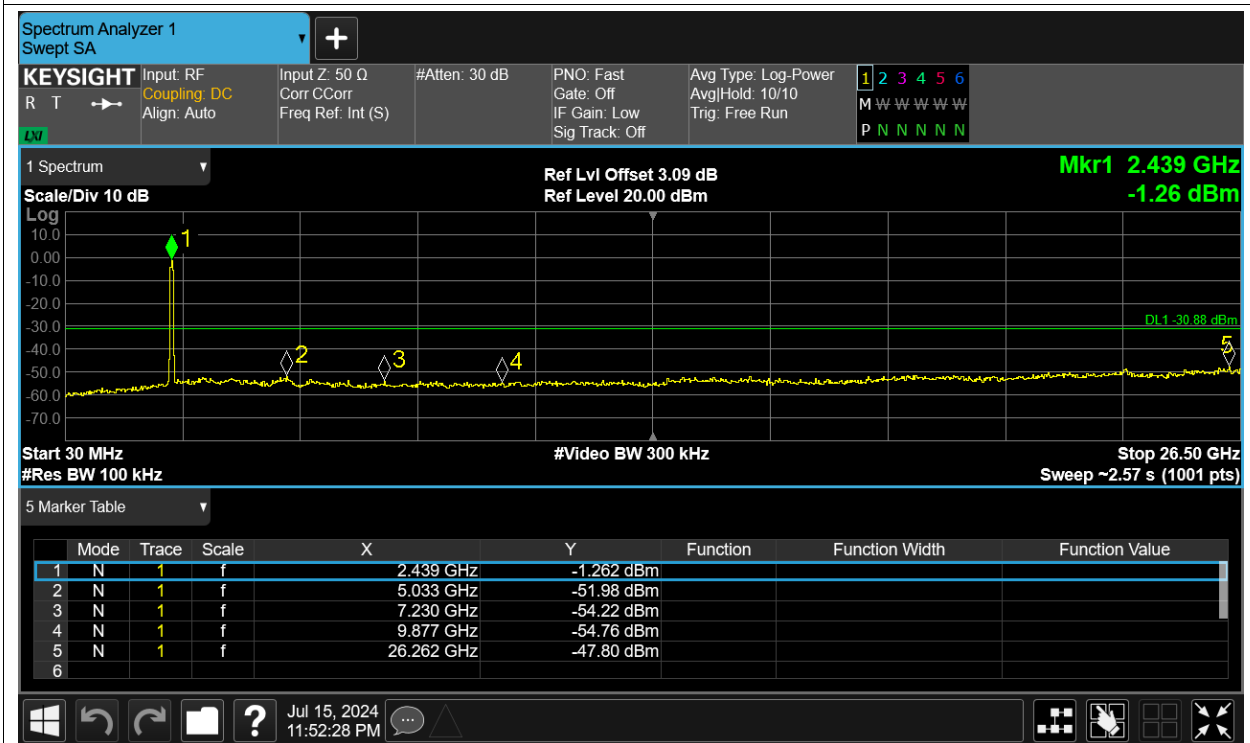 Spectrum Analyzer 1
Swept SA
KEYSIGHT
R T
LXI
Input: RF
Coupling: DC
Align: Auto
Input Z: 50 Ω
Corr CCorr
Freq Ref: Int (S)
#Atten: 30 dB
PNO: Fast
Gate: Off
IF Gain: Low
Sig Track: Off
Avg Type: Log-Power
Avg|Hold: 10/10
Trig: Free Run
1 2 3 4 5 6
M W W W W W
P N N N N N
1 Spectrum
Scale/Div 10 dB
Ref Lvl Offset 3.09 dB
Ref Level 20.00 dBm
Mkr1 2.439 GHz
-1.26 dBm
Log
10.0
0.00
-10.0
-20.0
-30.0
-40.0
-50.0
-60.0
-70.0
1
2
3
4
5
DL1 -30.88 dBm
Start 30 MHz
#Video BW 300 kHz
Stop 26.50 GHz
#Res BW 100 kHz
Sweep ~2.57 s (1001 pts)
5 Marker Table
Mode Trace Scale X Y Function Function Width Function Value
1 N 1 f 2.439 GHz -1.262 dBm
2 N 1 f 5.033 GHz -51.98 dBm
3 N 1 f 7.230 GHz -54.22 dBm
4 N 1 f 9.877 GHz -54.76 dBm
5 N 1 f 26.262 GHz -47.80 dBm
6
?
Jul 15, 2024
11:52:28 PM